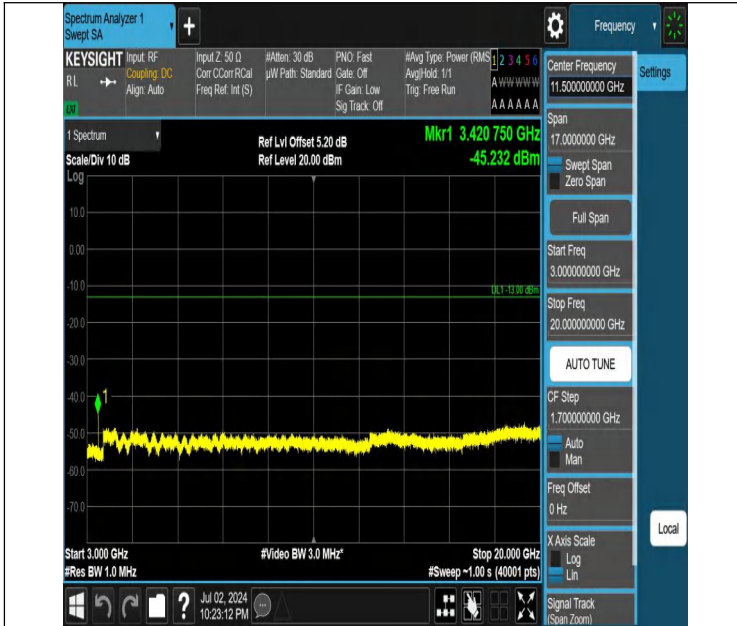 Spectrum Analyzer 1
Swept SA
+
Frequency
KEYSIGHT
RL
Input: RF
Coupling: DC
Align: Auto
Input Z: 50 Ω
Corr CCorr RCal
Freq Ref: Int (S)
#Atten: 30 dB
µW Path: Standard
PNO: Fast
Gate: Off
IF Gain: Low
Sig Track: Off
#Avg Type: Power (RMS
Avg|Hold: 1/1
Trig: Free Run
1 2 3 4 5 6
A W W W W W
A A A A A A
1 Spectrum
Scale/Div 10 dB
Ref Lvl Offset 5.20 dB
Ref Level 20.00 dBm
Mkr1 3.420 750 GHz
-45.232 dBm
Log
10.0
0.00
-10.0
DL1 -13.00 dBm
-20.0
-30.0
-40.0
1
-50.0
-60.0
-70.0
Start 3.000 GHz
#Res BW 1.0 MHz
#Video BW 3.0 MHz*
Stop 20.000 GHz
#Sweep ~1.00 s (40001 pts)
Jul 02, 2024
10:23:12 PM
?
Center Frequency
11.500000000 GHz
Settings
Span
17.0000000 GHz
Swept Span
Zero Span
Full Span
Start Freq
3.000000000 GHz
Stop Freq
20.000000000 GHz
AUTO TUNE
CF Step
1.700000000 GHz
Auto
Man
Freq Offset
0 Hz
X Axis Scale
Log
Lin
Local
Signal Track
(Span Zoom)